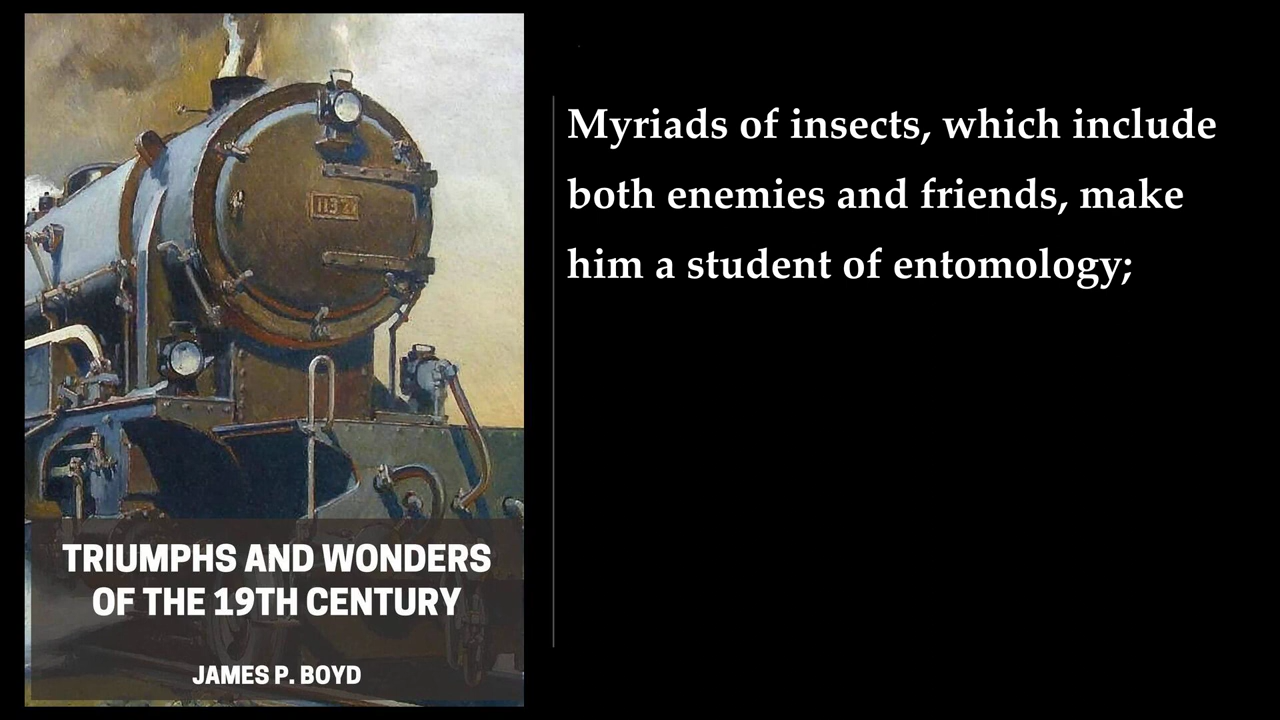 Myriads of insects, which include
both enemies and friends, make
him a student of entomology;
TRIUMPHS AND WONDERS
OF THE 19TH CENTURY
JAMES P. BOYD